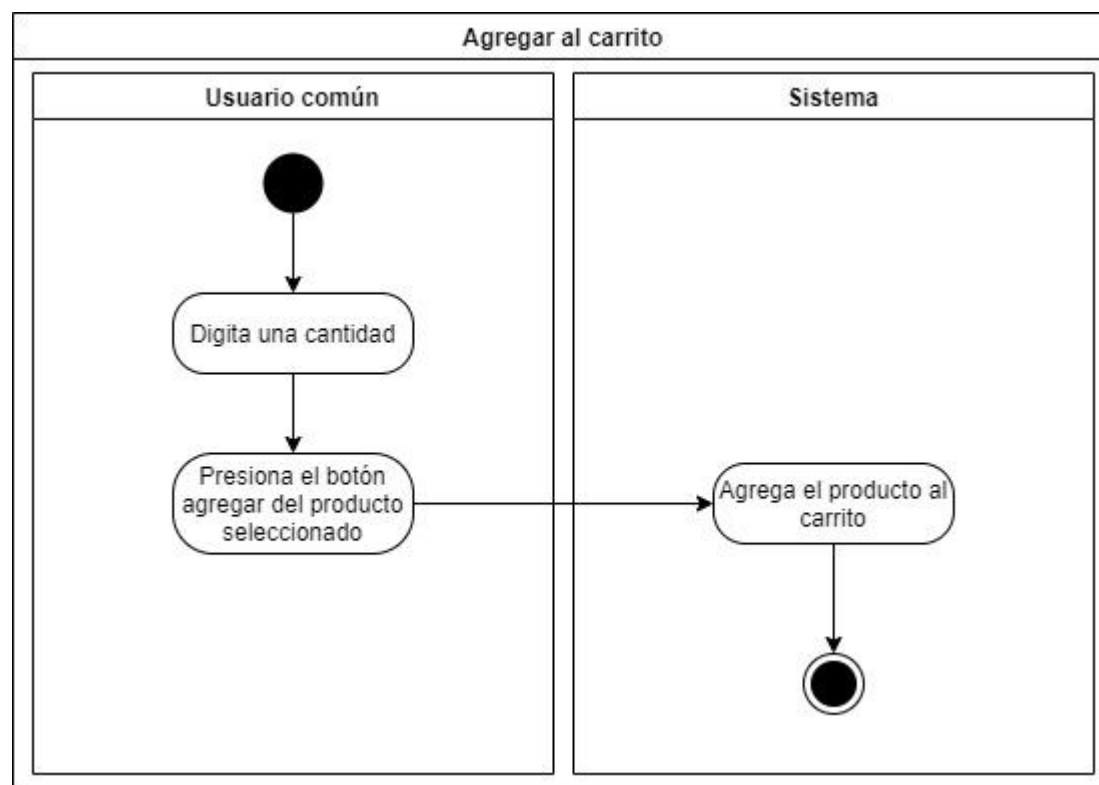 Agregar al carrito
Usuario común
Sistema
Digita una cantidad
Presiona el botón
agregar del producto
seleccionado
Agrega el producto al
carrito